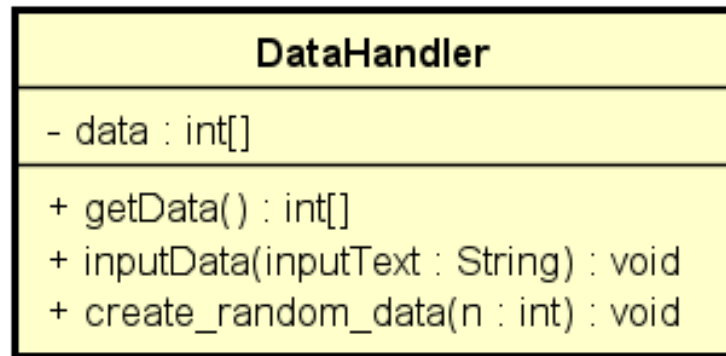 DataHandler
- data : int[]
+ getData() : int[]
+ inputData(inputText : String) : void
+ create_random_data(n : int) : void